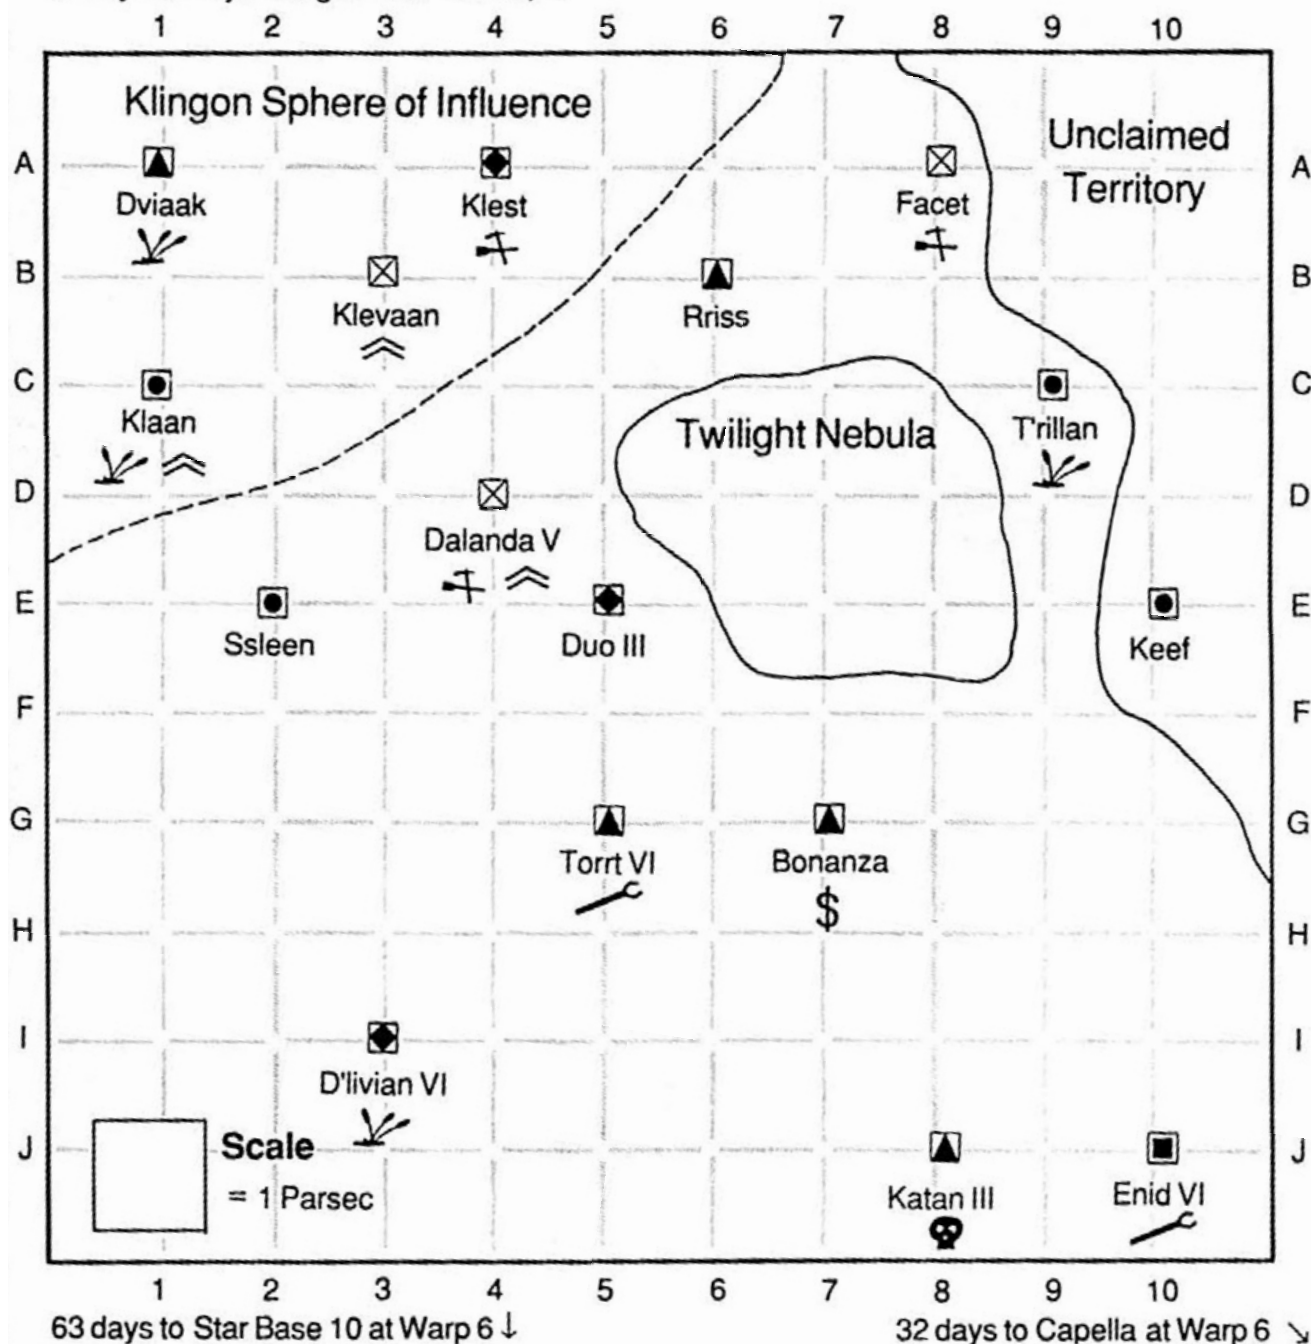 1 2 3 4 5 6 7 8 9 10
Klingon Sphere of Influence
Unclaimed
Territory
A A
Dviaak Klest Facet
B B
Klevaan Rriss
C C
Klaan Twilight Nebula T'rillan
D D
Dalanda V
E E
Ssleen Duo III Keef
F F
G G
Torrt VI Bonanza
$
H H
I I
D'livian VI
J J
Scale
= 1 Parsec
Katan III Enid VI
1 2 3 4 5 6 7 8 9 10
63 days to Star Base 10 at Warp 6 ↓ 32 days to Capella at Warp 6 ↘